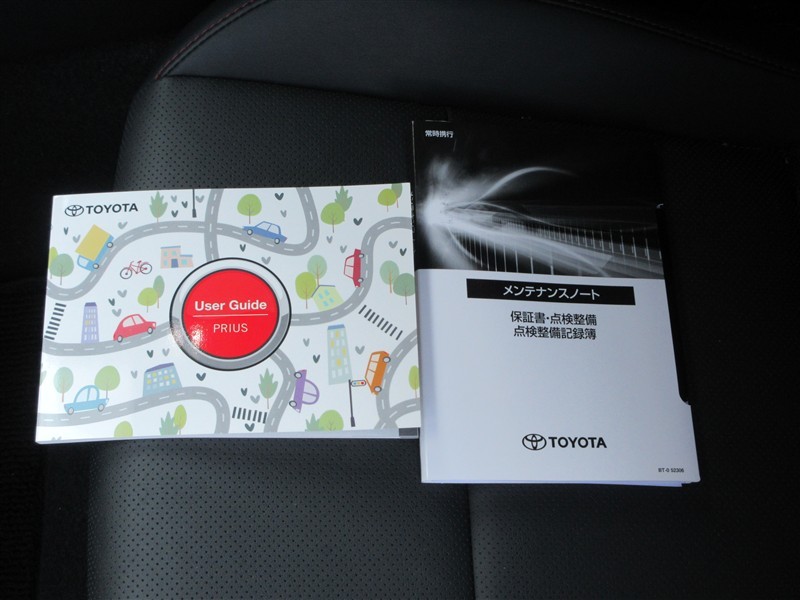 TOYOTA
User Guide
PRIUS
常時携行
メンテナンスノート
保証書・点検整備
点検整備記録簿
TOYOTA